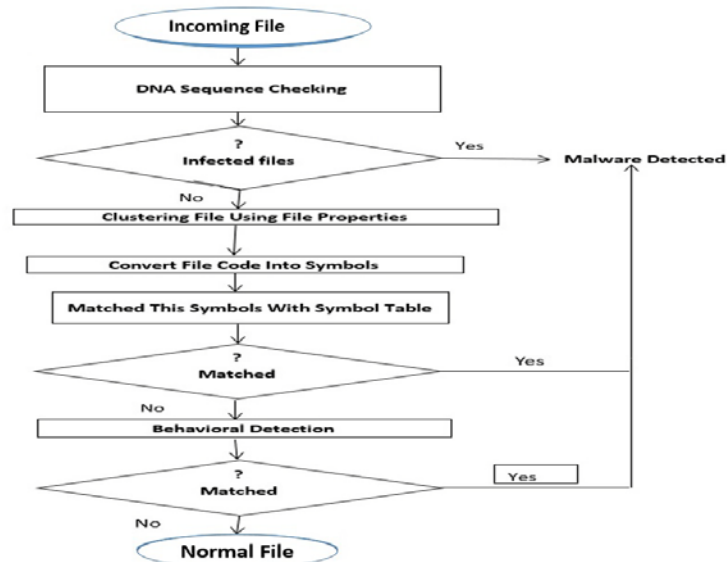 Incoming File
DNA Sequence Checking
?
Infected files
Yes
Malware Detected
No
Clustering File Using File Properties
Convert File Code Into Symbols
Matched This Symbols With Symbol Table
?
Matched
Yes
No
Behavioral Detection
?
Matched
Yes
No
Normal File